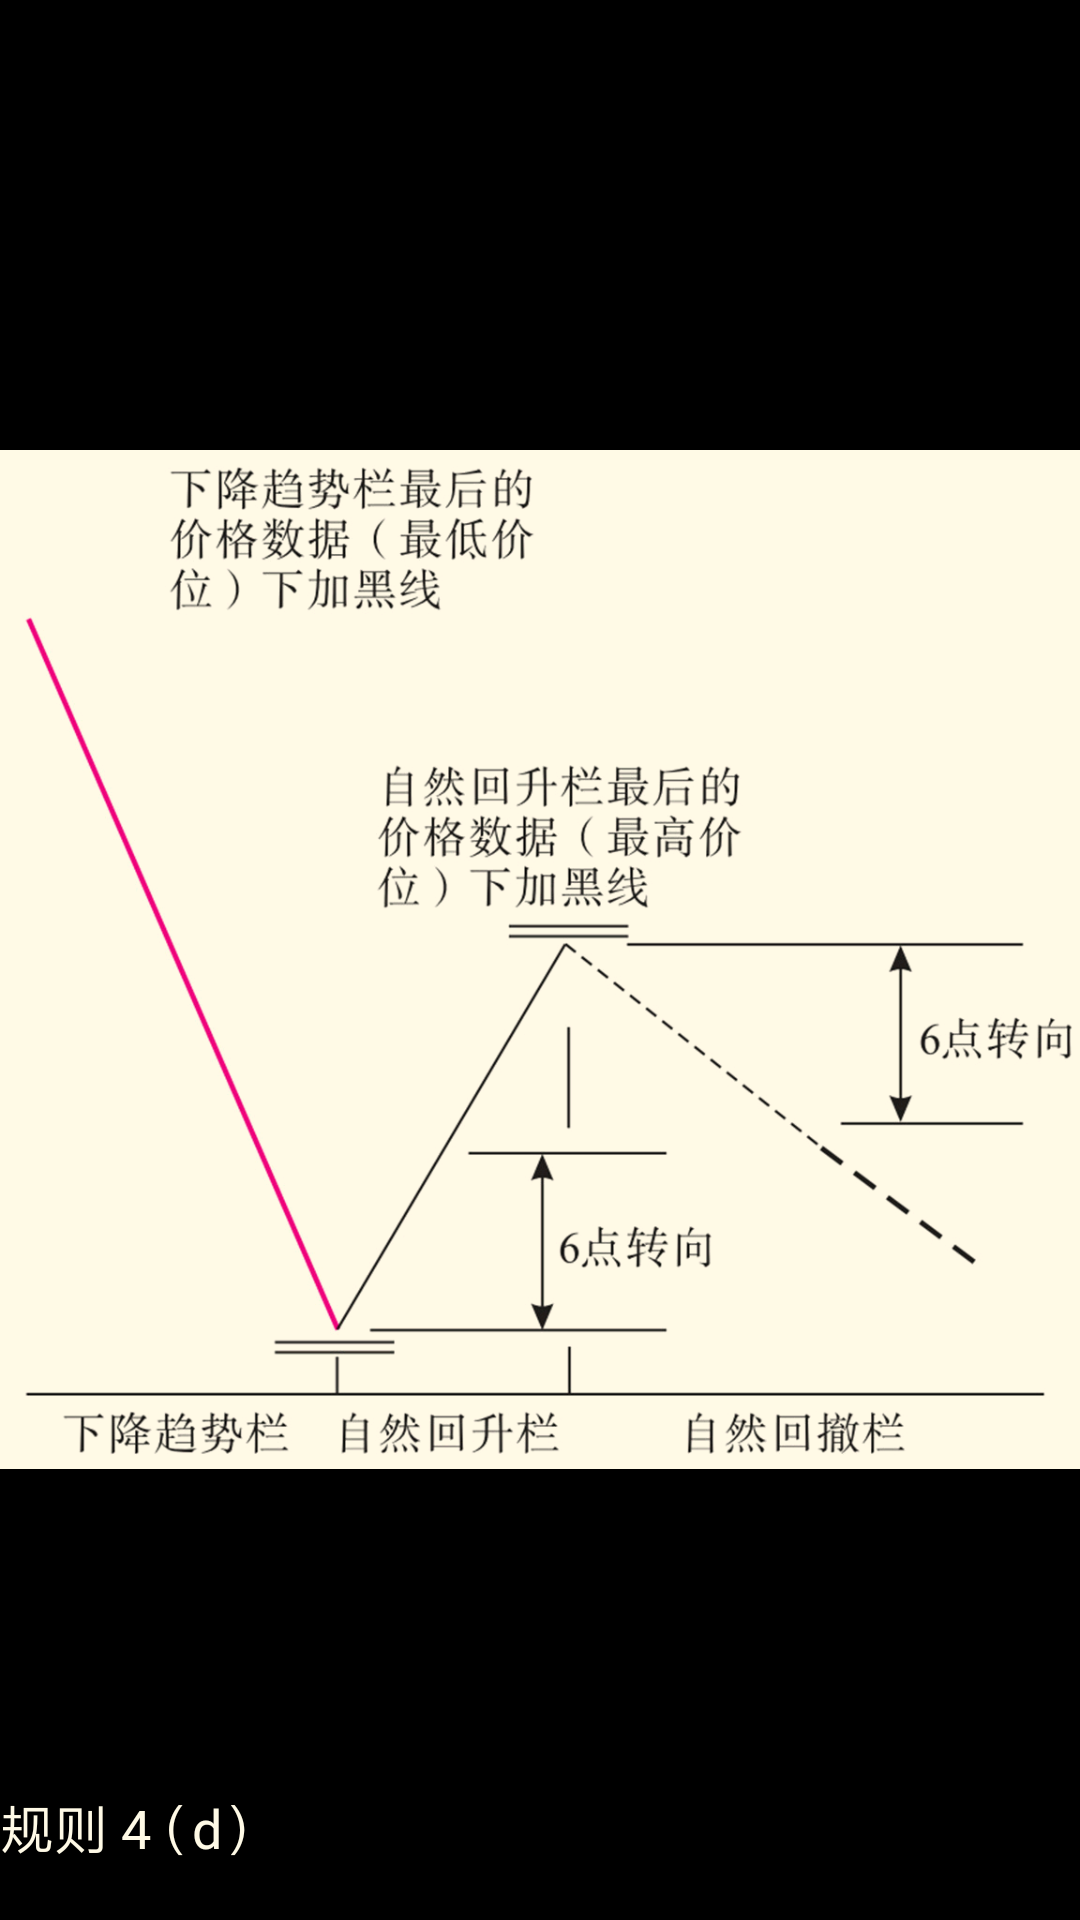 下降趋势栏最后的
价格数据（最低价
位）下加黑线
自然回升栏最后的
价格数据（最高价
位）下加黑线
6点转向
6点转向
下降趋势栏
自然回升栏
自然回撤栏
规则 4（d）